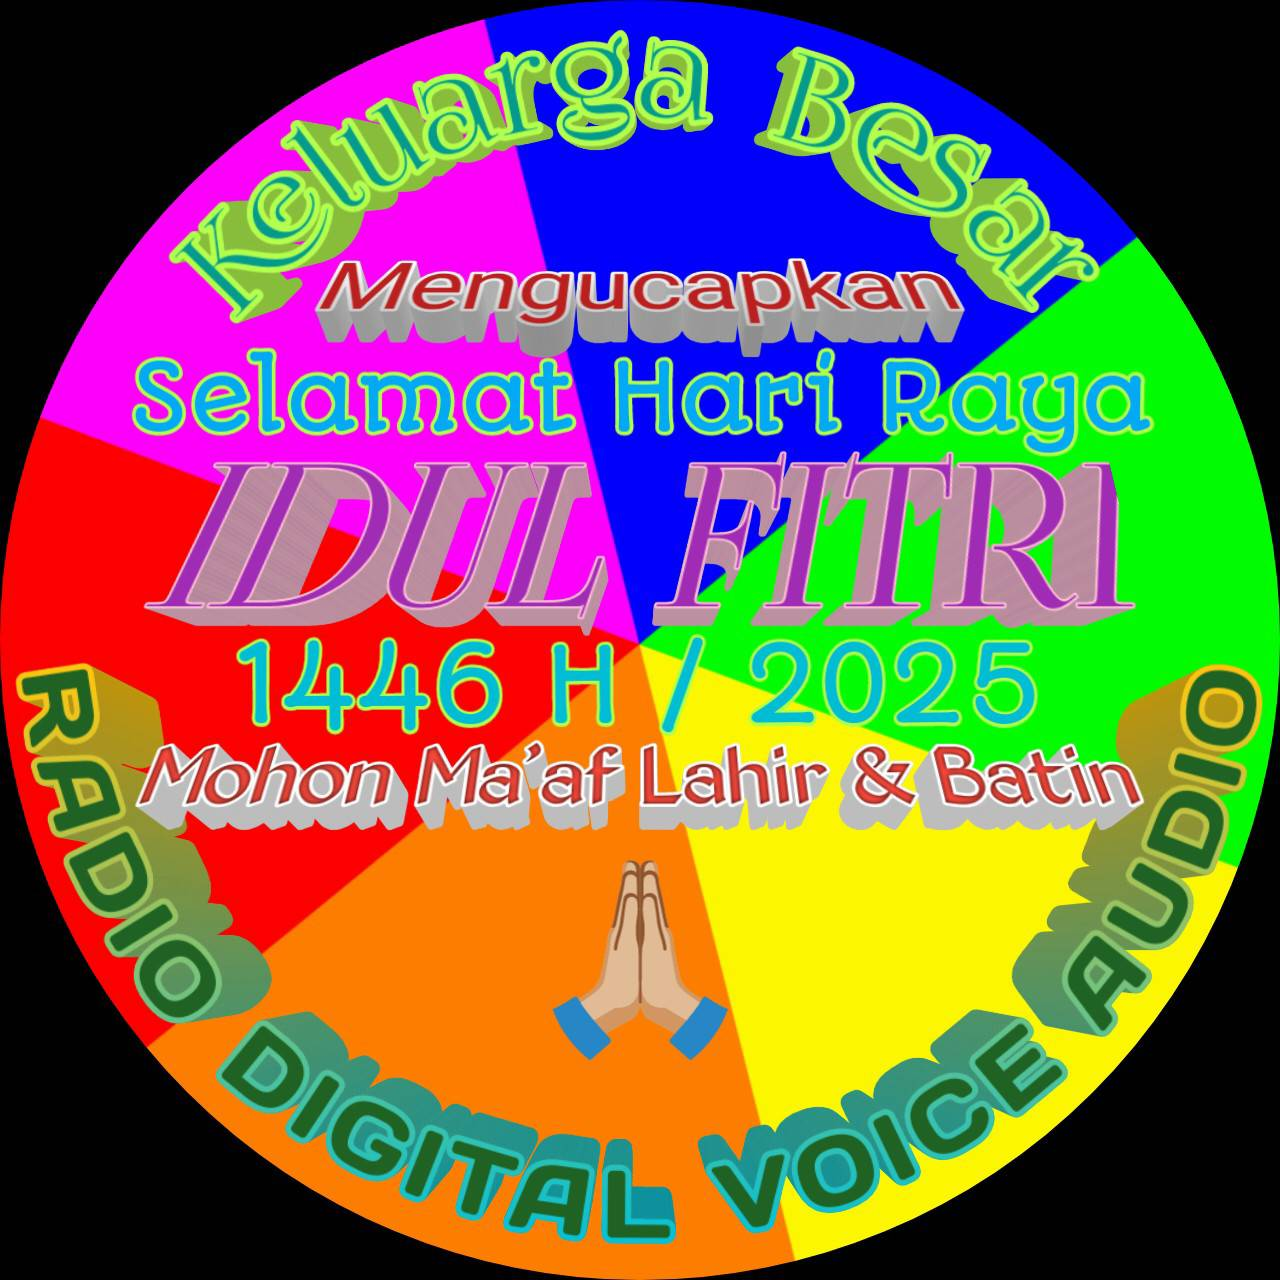 Keluarga Besar
Mengucapkan
Selamat Hari Raya
IDUL FITRI
1446 H / 2025
Mohon Ma'af Lahir & Batin
RADIO DIGITAL VOICE AUDIO